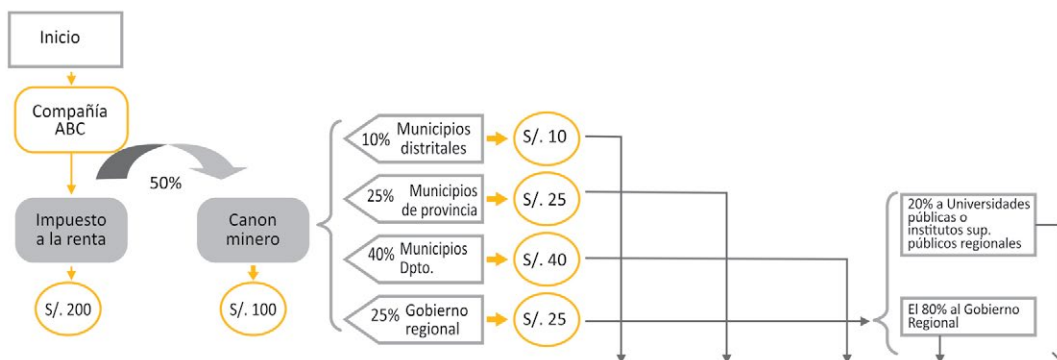 Inicio
Compañía
ABC
50%
Impuesto
a la renta
S/. 200
Canon
minero
S/. 100
10% Municipios
distritales
S/. 10
25% Municipios
de provincia
S/. 25
40% Municipios
Dpto.
S/. 40
25% Gobierno
regional
S/. 25
20% a Universidades
públicas o
institutos sup.
públicos regionales
El 80% al Gobierno
Regional